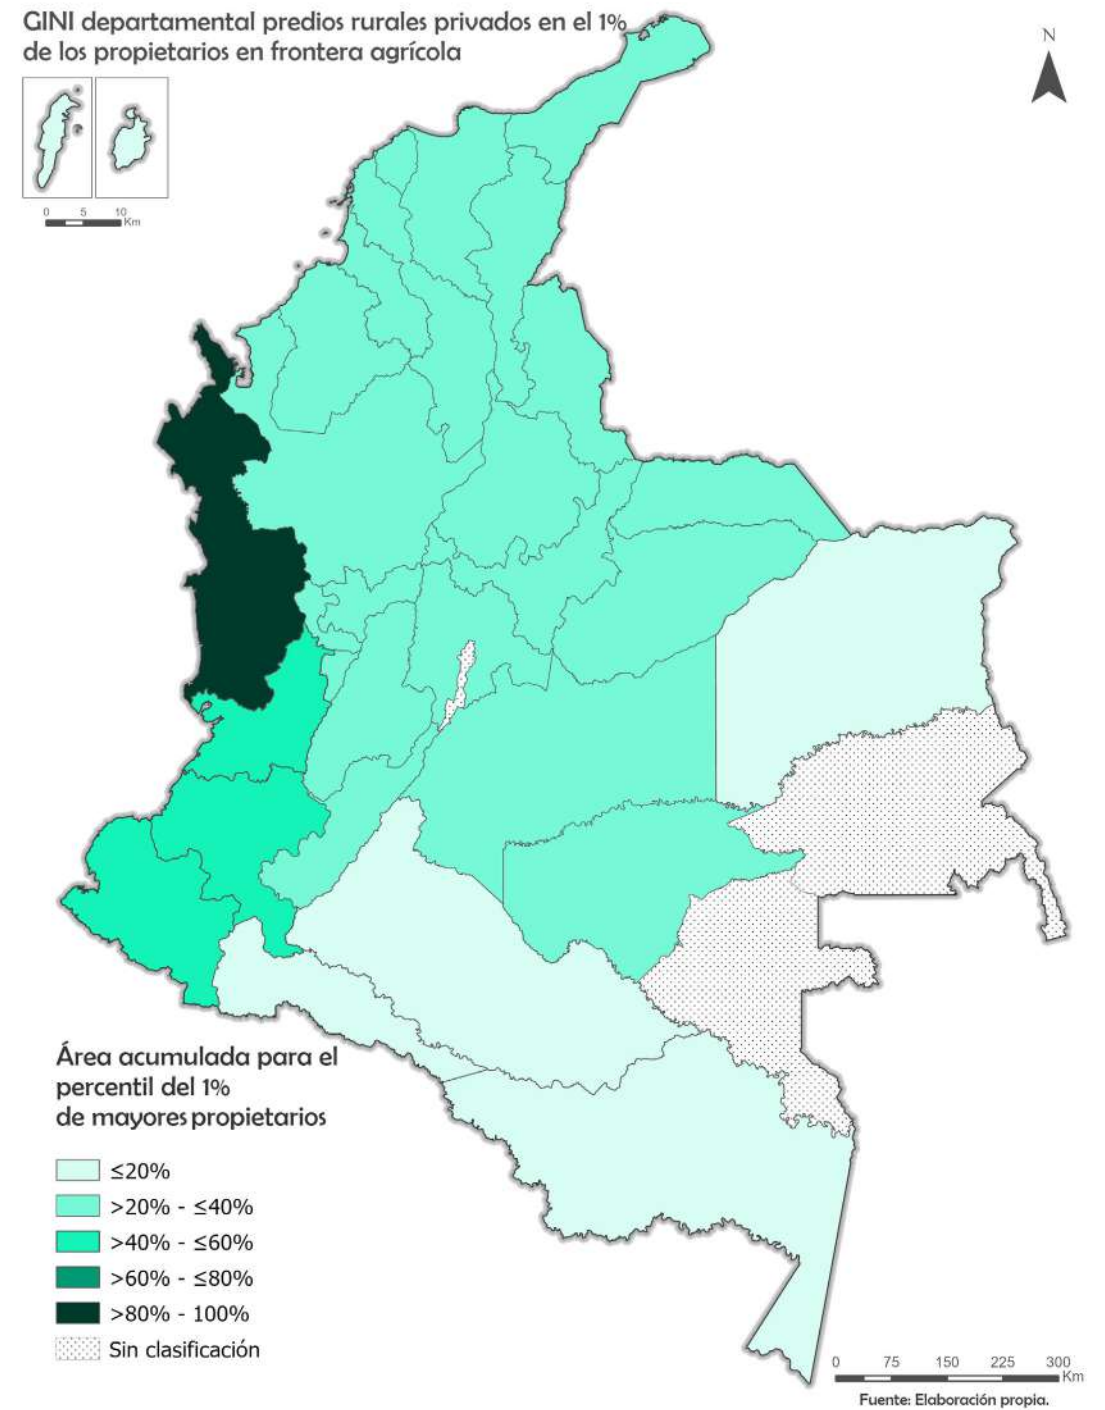 GINI departamental predios rurales privados en el 1%
de los propietarios en frontera agrícola
N
0 5 10
Km
Área acumulada para el
percentil del 1%
de mayores propietarios
≤20%
>20% - ≤40%
>40% - ≤60%
>60% - ≤80%
>80% - 100%
Sin clasificación
0 75 150 225 300
Km
Fuente: Elaboración propia.